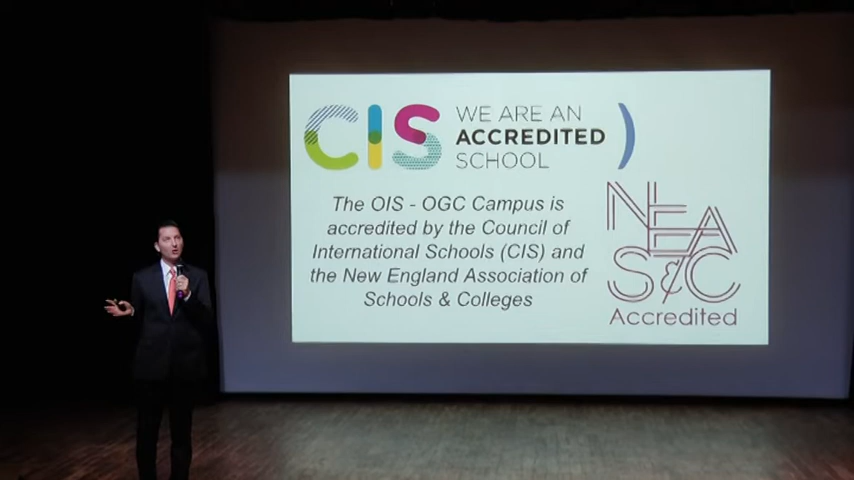 CIS
WE ARE AN
ACCREDITED
SCHOOL
The OIS - OGC Campus is
accredited by the Council of
International Schools (CIS) and
the New England Association of
Schools & Colleges
NEA
S&C
Accredited